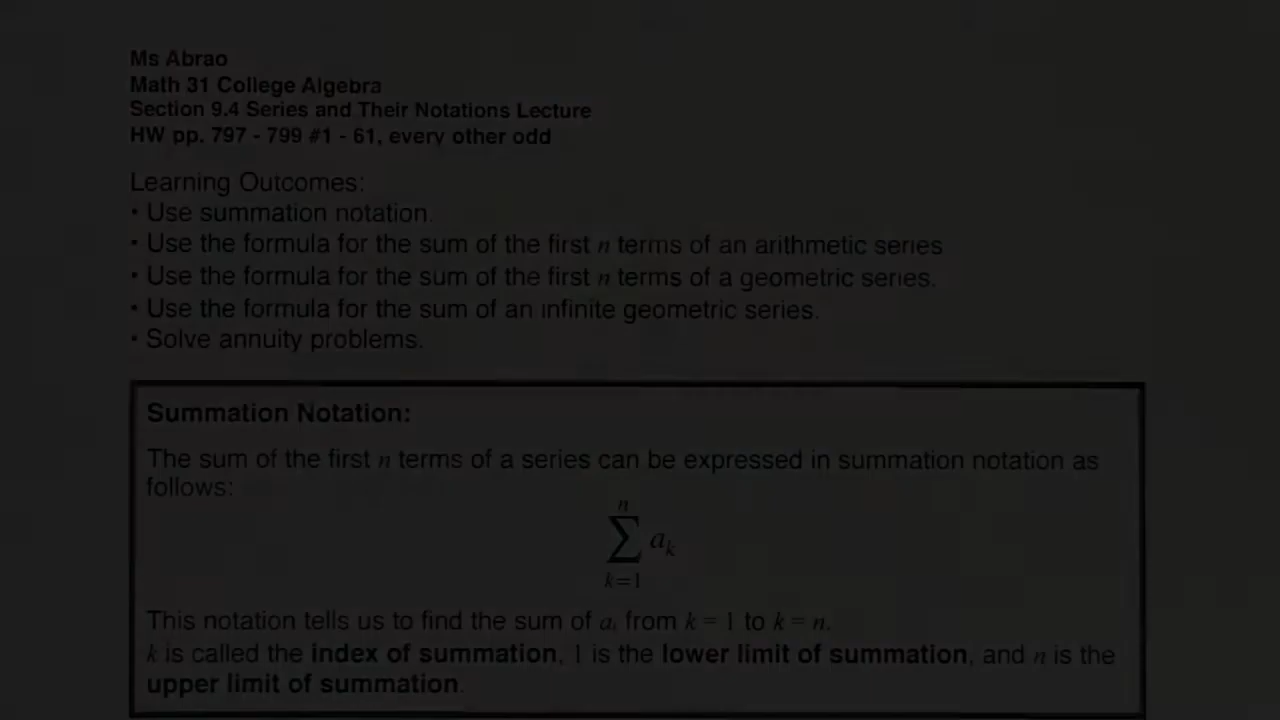 Ms Abrao
Math 31 College Algebra
Section 9.4 Series and Their Notations Lecture
HW pp. 797 - 799 #1 - 61, every other odd
Learning Outcomes:
• Use summation notation.
• Use the formula for the sum of the first n terms of an arithmetic series
• Use the formula for the sum of the first n terms of a geometric series.
• Use the formula for the sum of an infinite geometric series.
• Solve annuity problems.
Summation Notation:
The sum of the first n terms of a series can be expressed in summation notation as
follows:
n
∑ aₖ
k=1
This notation tells us to find the sum of aₖ from k = 1 to k = n.
k is called the index of summation, 1 is the lower limit of summation, and n is the
upper limit of summation.